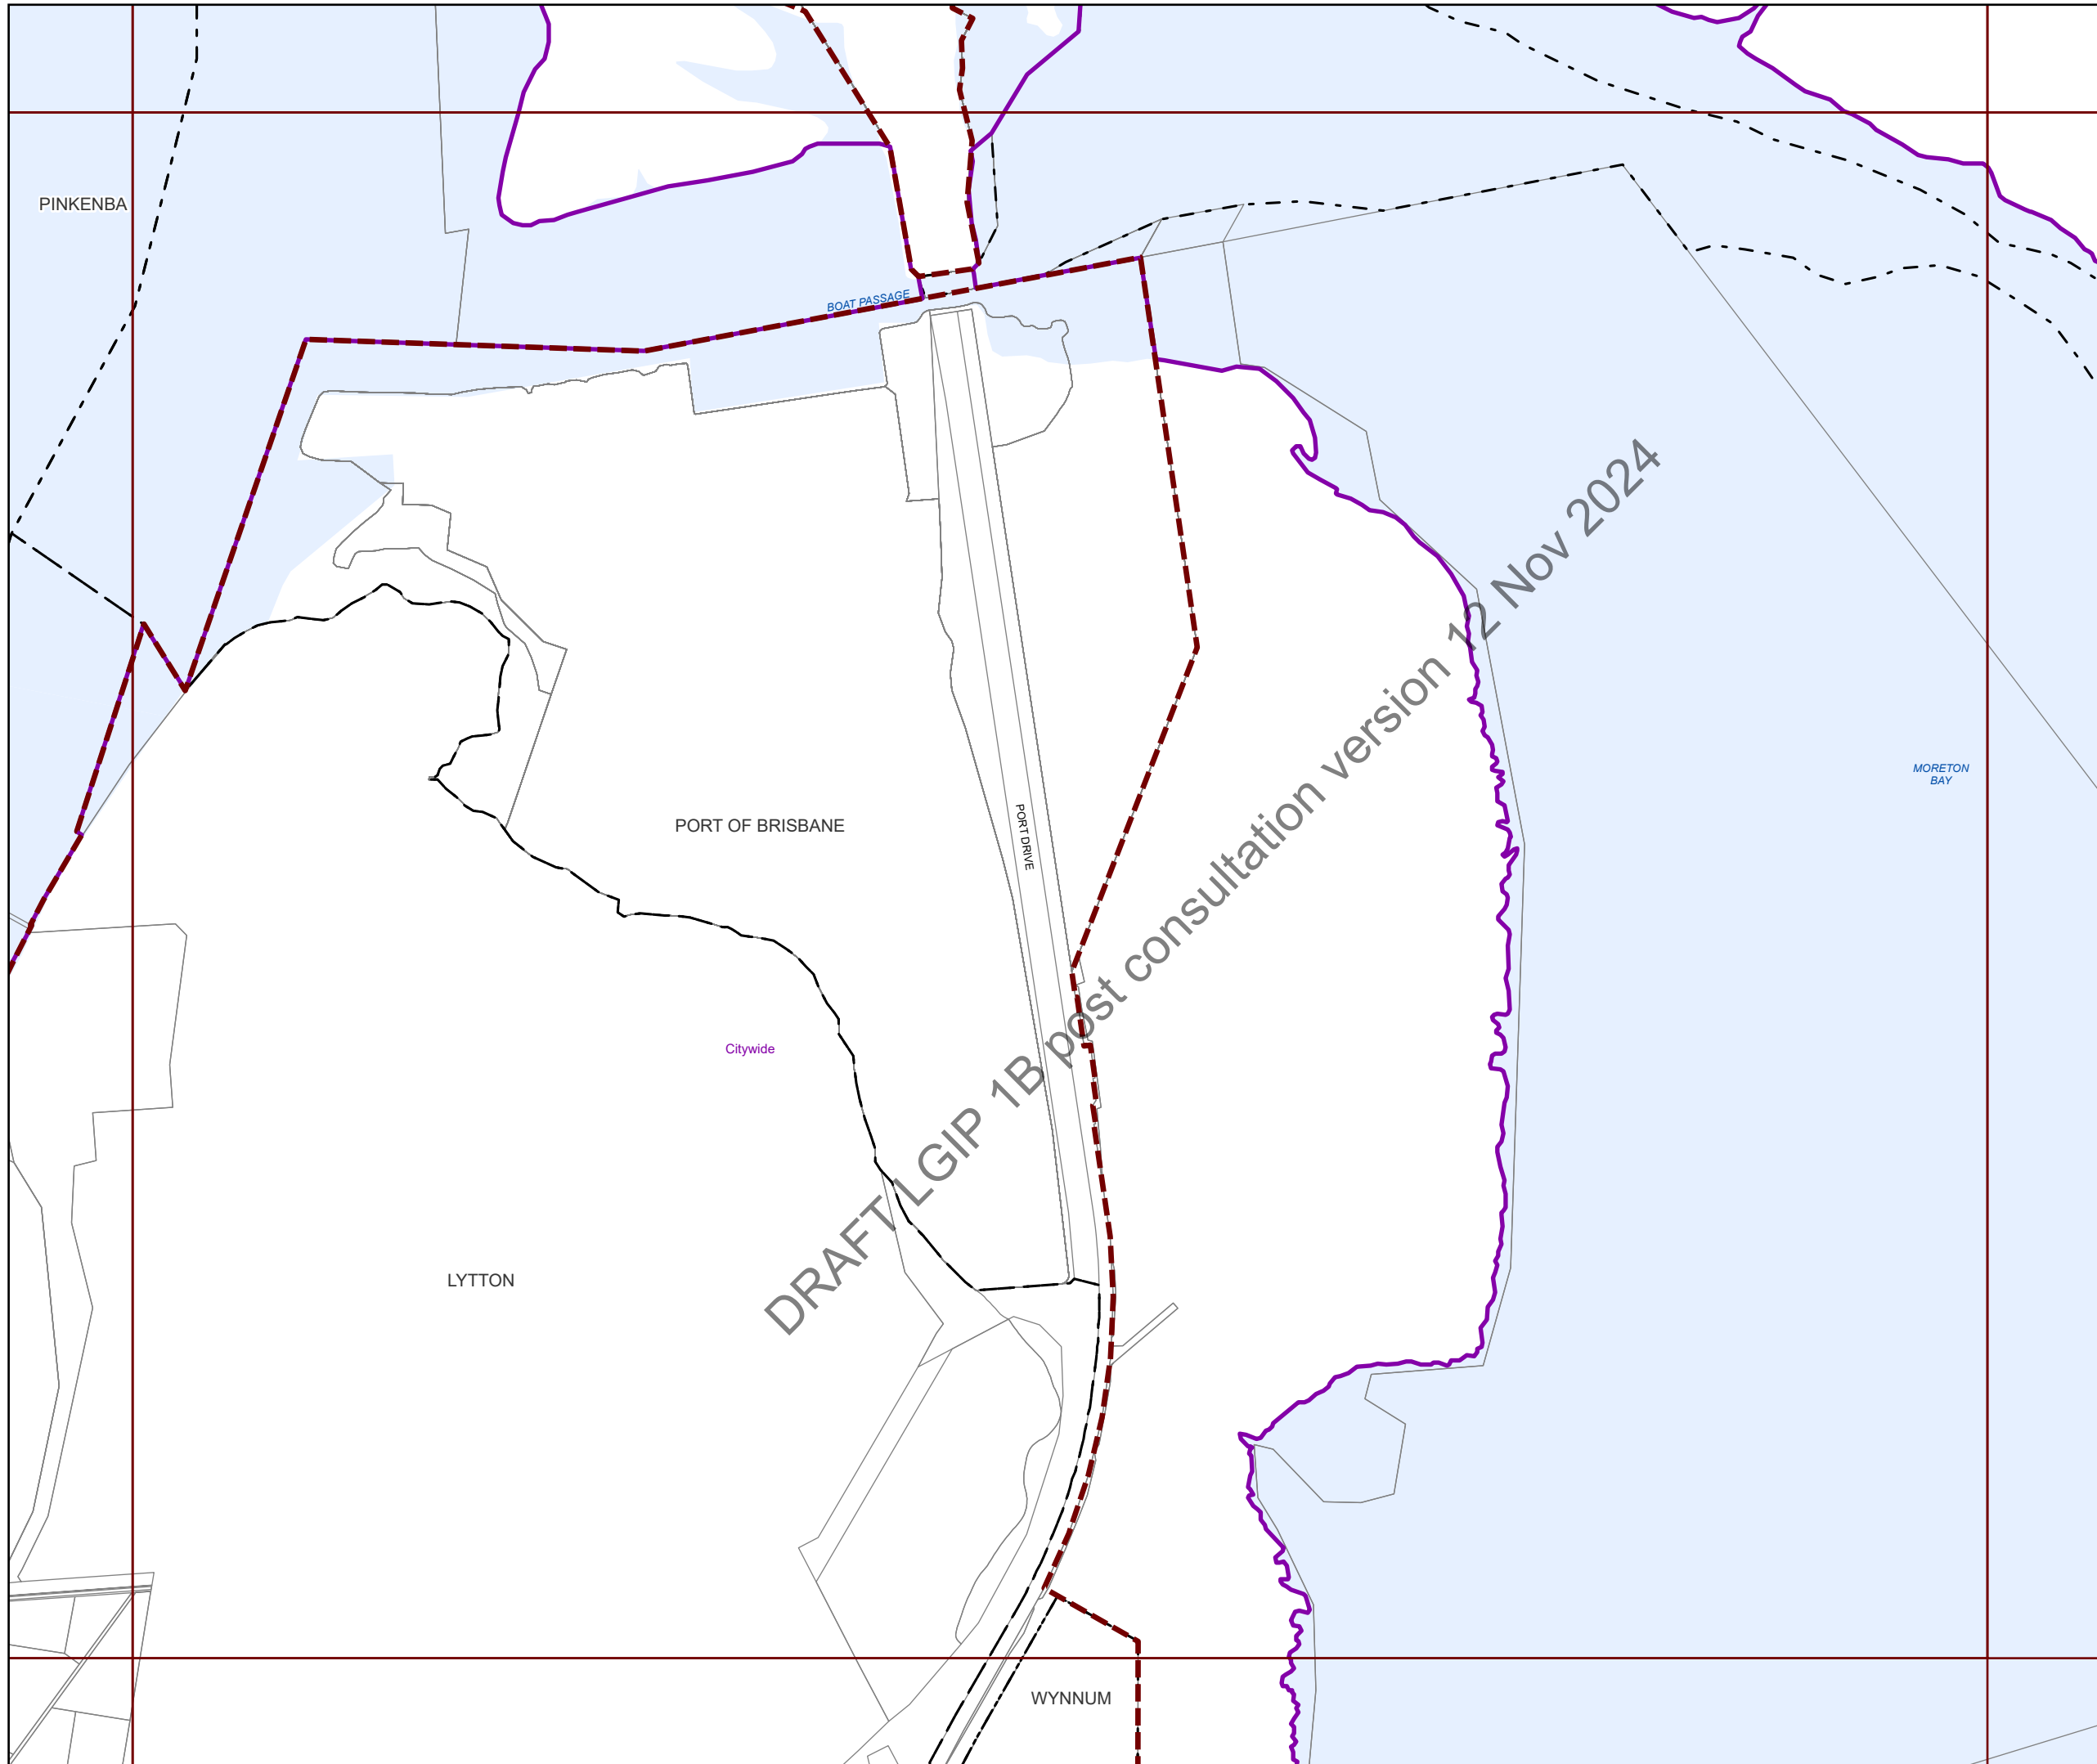 PINKENBA
BOAT PASSAGE
MORETON
BAY
PORT OF BRISBANE
PORT DRIVE
Citywide
DRAFT LGIP 1B post consultation version 12 Nov 2024
LYTTON
WYNNUM